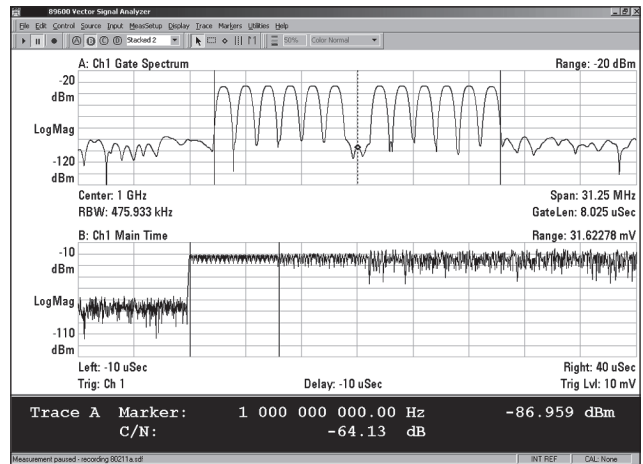 89600 Vector Signal Analyzer
File Edit Control Source Input MeasSetup Display Trace Markers Utilities Help
A B C D Stacked 2 50% Color Normal
A: Ch1 Gate Spectrum Range: -20 dBm
-20
dBm
LogMag
-120
dBm
Center: 1 GHz Span: 31.25 MHz
RBW: 475.933 kHz GateLen: 8.025 uSec
B: Ch1 Main Time Range: 31.62278 mV
-10
dBm
LogMag
-110
dBm
Left: -10 uSec Right: 40 uSec
Trig: Ch 1 Delay: -10 uSec Trig Lvl: 10 mV
Trace A Marker: 1 000 000 000.00 Hz -86.959 dBm
C/N: -64.13 dB
Measurement paused - recording 80211a.sdf INT REF CAL: None